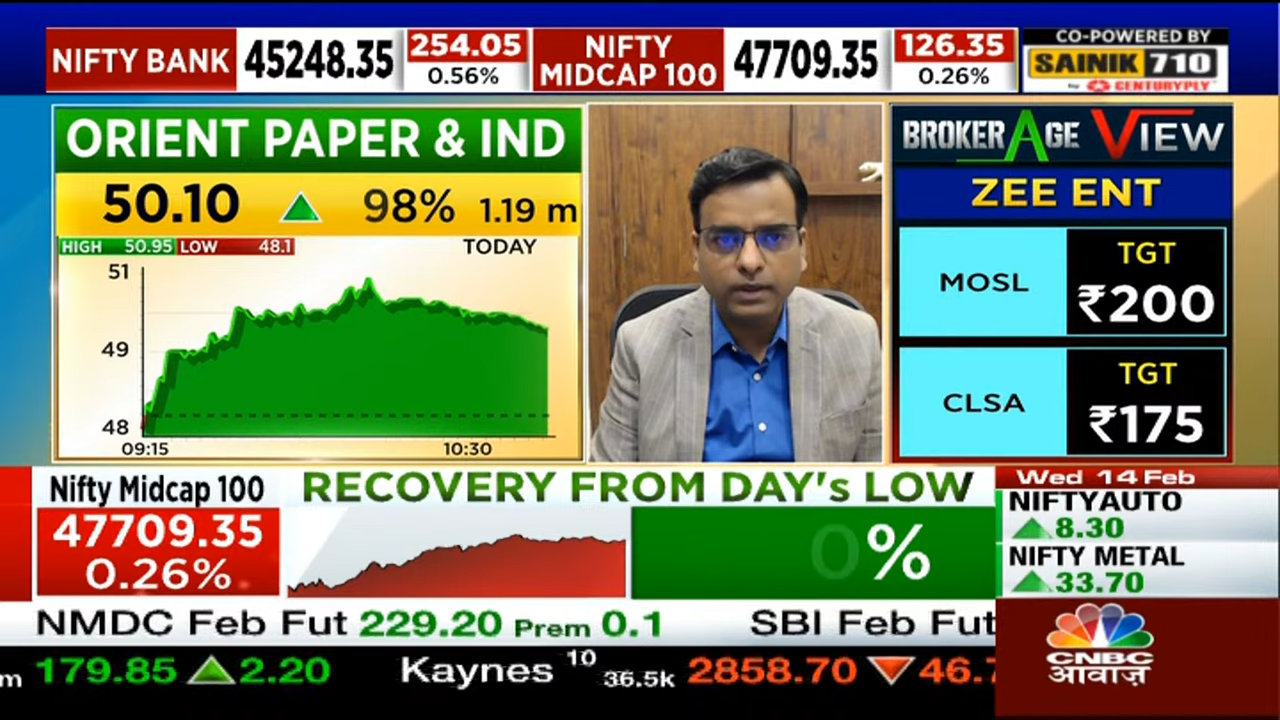 NIFTY BANK 45248.35 254.05 0.56%
NIFTY MIDCAP 100 47709.35 126.35 0.26%
CO-POWERED BY
SAINIK 710
by CENTURYPLY
ORIENT PAPER & IND
50.10 98% 1.19 m
HIGH 50.95 LOW 48.1 TODAY
51
49
48
09:15 10:30
BROKERAGE VIEW
ZEE ENT
MOSL TGT ₹200
CLSA TGT ₹175
Nifty Midcap 100
47709.35
0.26%
RECOVERY FROM DAY's LOW
0%
Wed 14 Feb
NIFTYAUTO
8.30
NIFTY METAL
33.70
NMDC Feb Fut 229.20 Prem 0.1 SBI Feb Fut
m 179.85 2.20 Kaynes 10 36.5k 2858.70 46.7
CNBC
आवाज़